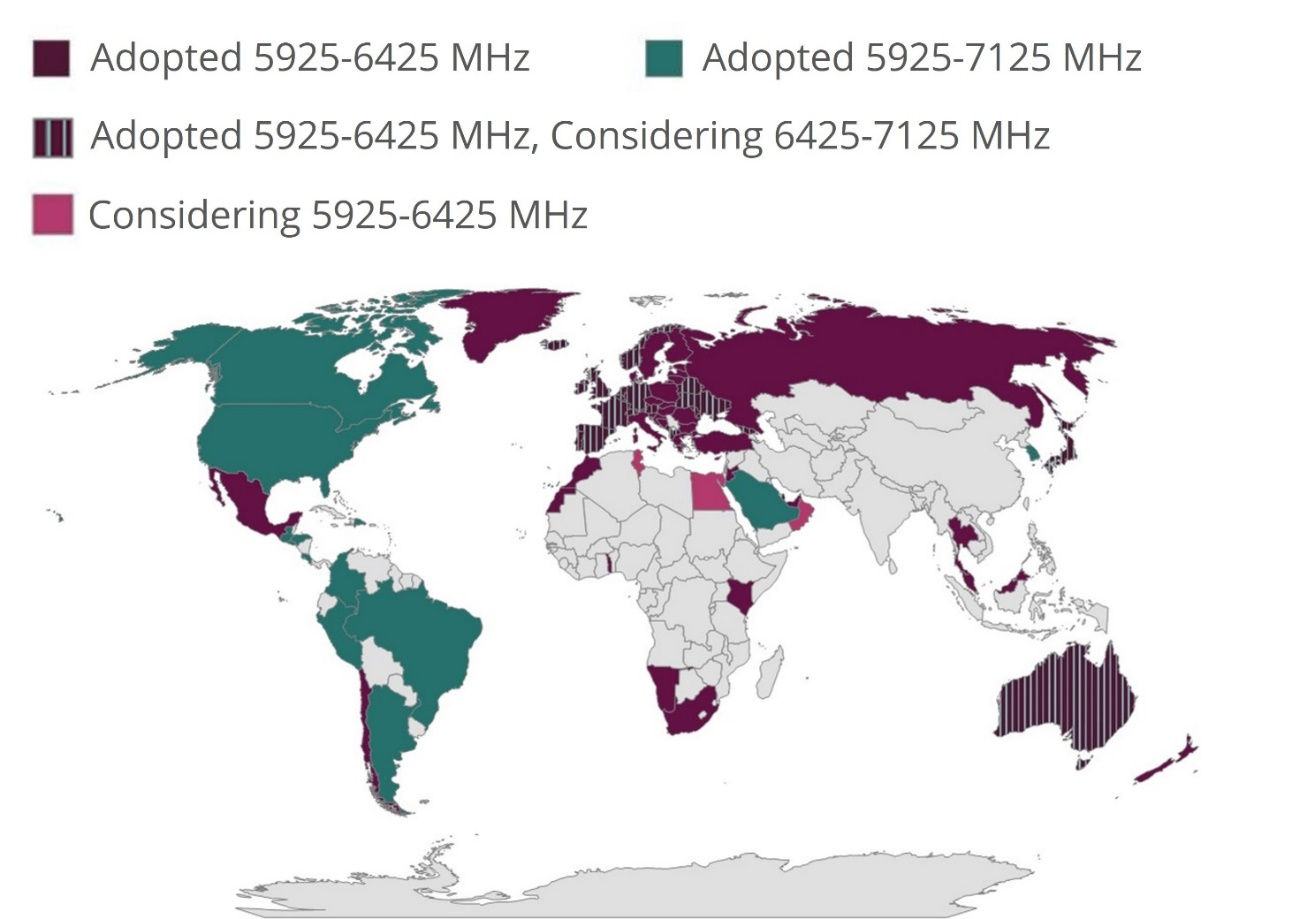 Adopted 5925-6425 MHz
Adopted 5925-7125 MHz
Adopted 5925-6425 MHz, Considering 6425-7125 MHz
Considering 5925-6425 MHz